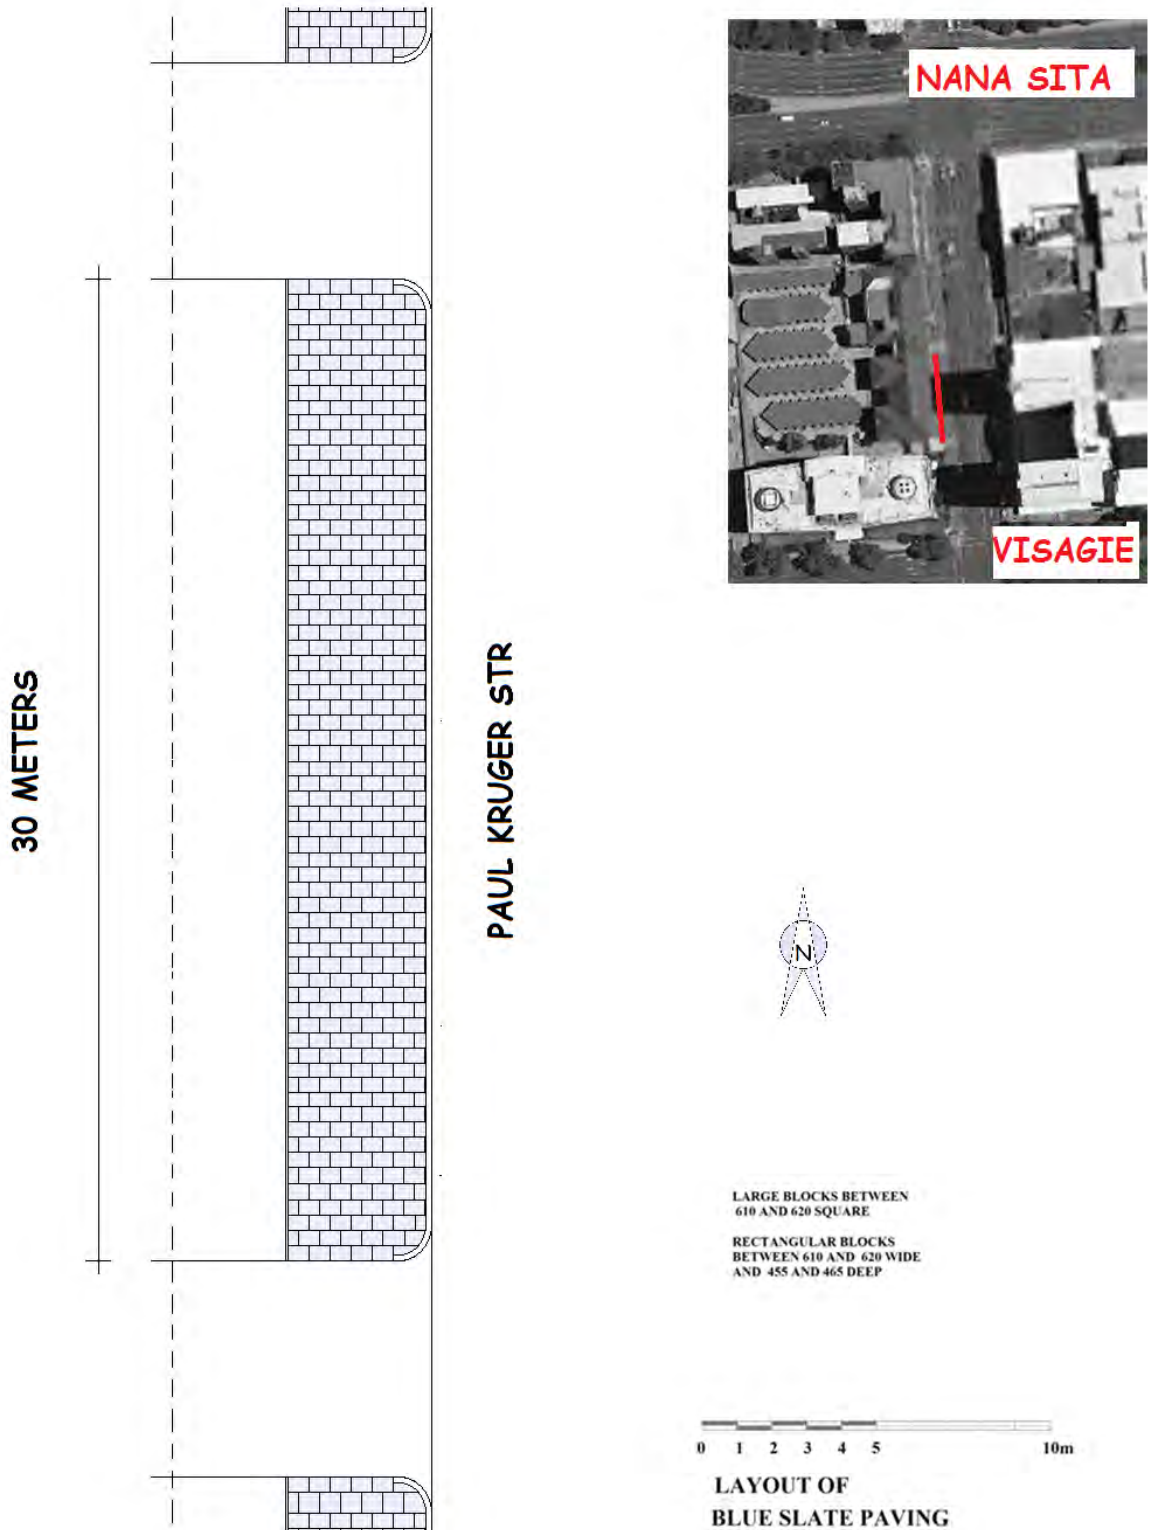 NANA SITA
VISAGIE
30 METERS
PAUL KRUGER STR
N
LARGE BLOCKS BETWEEN
610 AND 620 SQUARE
RECTANGULAR BLOCKS
BETWEEN 610 AND 620 WIDE
AND 455 AND 465 DEEP
0 1 2 3 4 5 10m
LAYOUT OF
BLUE SLATE PAVING